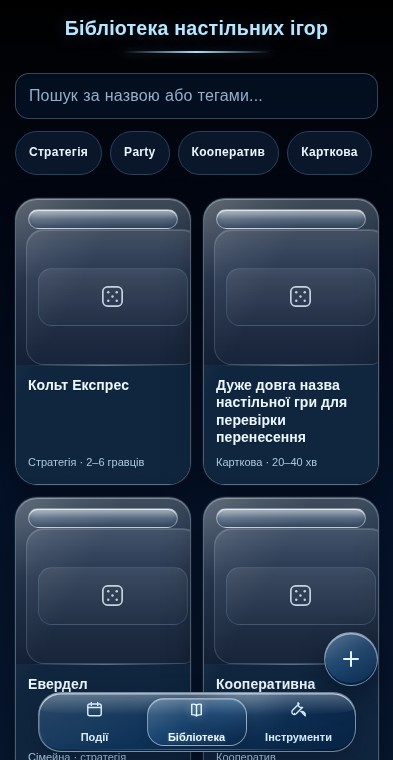 Бібліотека настільних ігор
Пошук за назвою або тегами...
Стратегія
Party
Кооператив
Карткова
Кольт Експрес
Стратегія · 2–6 гравців
Дуже довга назва
настільної гри для
перевірки
перенесення
Карткова · 20–40 хв
Евердел
Сімейна · стратегія
Кооперативна
Кооператив
Події
Бібліотека
Інструменти